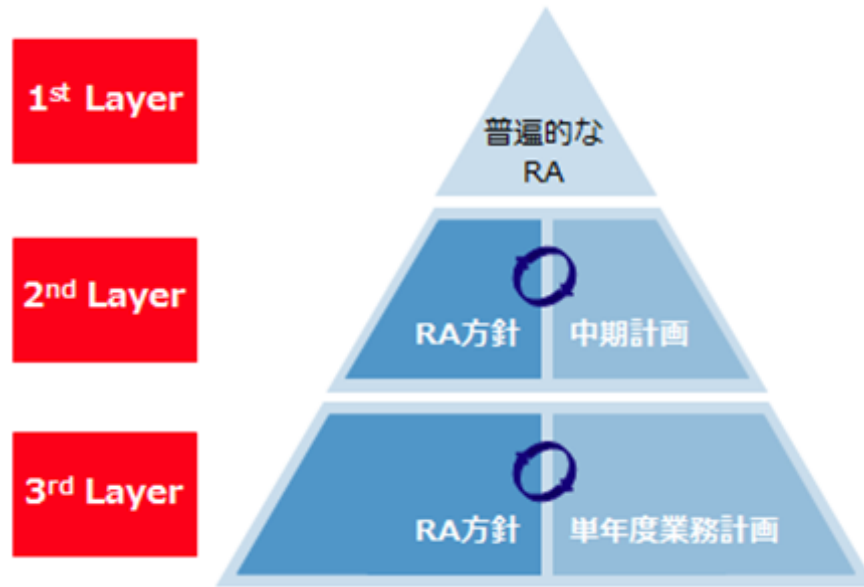 1st Layer
普遍的な
RA
2nd Layer
RA方針
中期計画
3rd Layer
RA方針
単年度業務計画